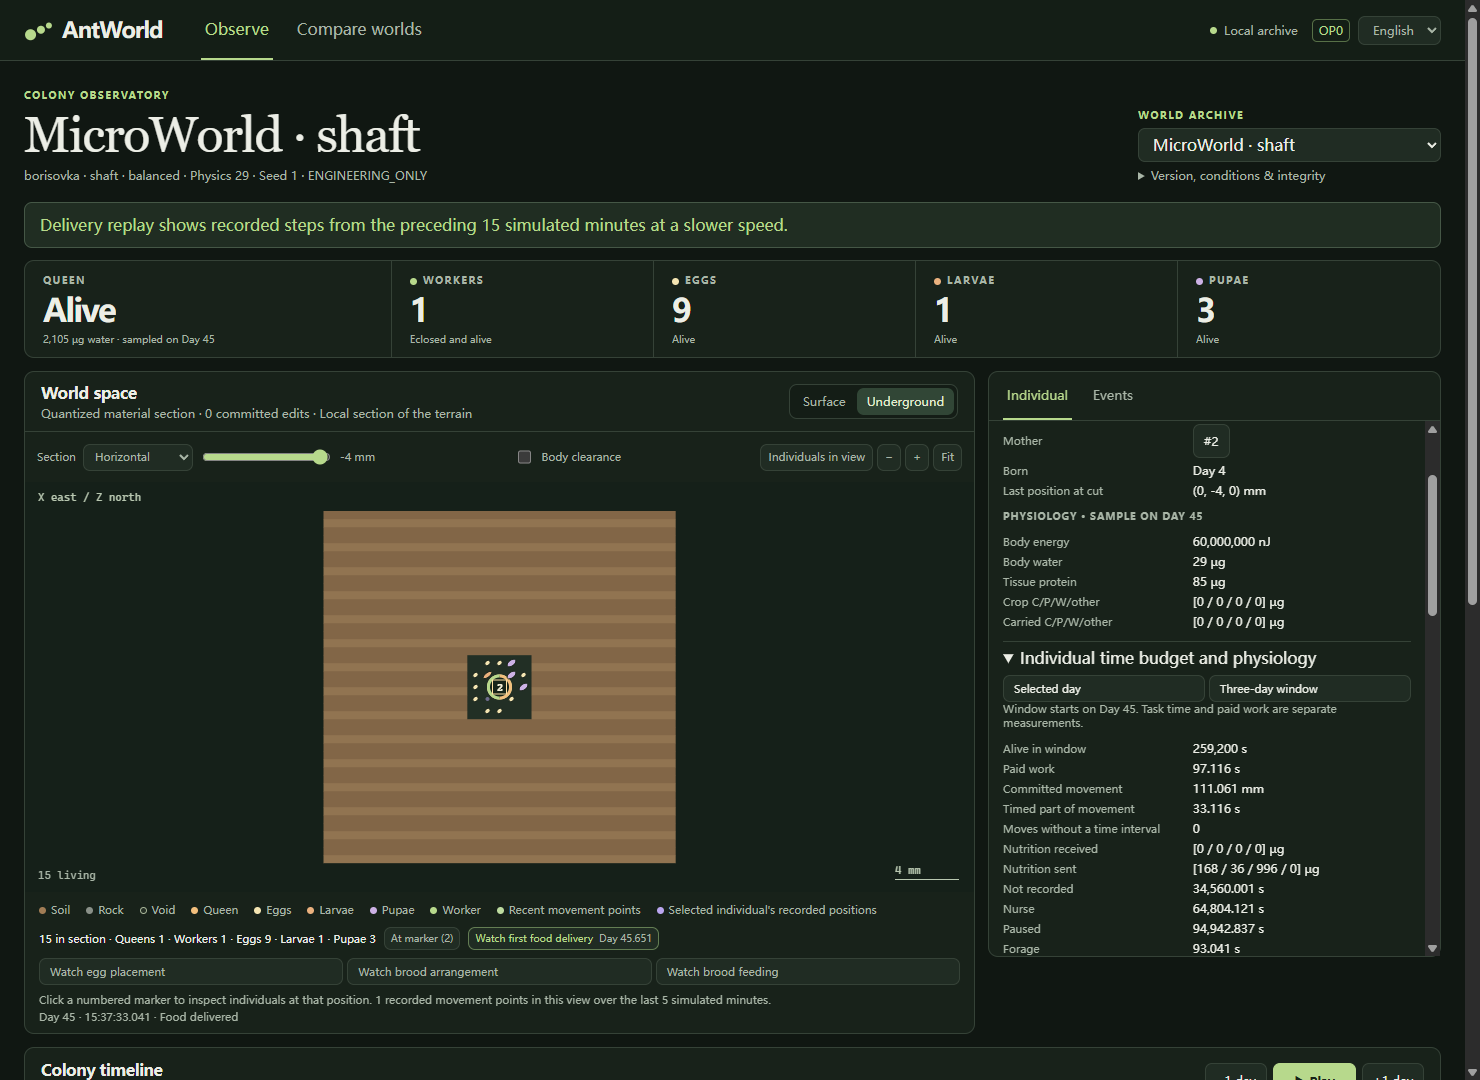 AntWorld
Observe
Compare worlds
Local archive
OP0
English
COLONY OBSERVATORY
MicroWorld · shaft
borisovka · shaft · balanced · Physics 29 · Seed 1 · ENGINEERING_ONLY
WORLD ARCHIVE
MicroWorld · shaft
Version, conditions & integrity
Delivery replay shows recorded steps from the preceding 15 simulated minutes at a slower speed.
QUEEN
Alive
2,105 µg water · sampled on Day 45
WORKERS
1
Eclosed and alive
EGGS
9
Alive
LARVAE
1
Alive
PUPAE
3
Alive
World space
Quantized material section · 0 committed edits · Local section of the terrain
Surface
Underground
Section
Horizontal
-4 mm
Body clearance
Individuals in view
−
+
Fit
X east / Z north
2
15 living
4 mm
Soil
Rock
Void
Queen
Eggs
Larvae
Pupae
Worker
Recent movement points
Selected individual's recorded positions
15 in section · Queens 1 · Workers 1 · Eggs 9 · Larvae 1 · Pupae 3
At marker (2)
Watch first food delivery Day 45.651
Watch egg placement
Watch brood arrangement
Watch brood feeding
Click a numbered marker to inspect individuals at that position. 1 recorded movement points in this view over the last 5 simulated minutes.
Day 45 · 15:37:33.041 · Food delivered
Individual
Events
Mother #2
Born Day 4
Last position at cut (0, -4, 0) mm
PHYSIOLOGY • SAMPLE ON DAY 45
Body energy 60,000,000 nJ
Body water 29 µg
Tissue protein 85 µg
Crop C/P/W/other [0 / 0 / 0 / 0] µg
Carried C/P/W/other [0 / 0 / 0 / 0] µg
Individual time budget and physiology
Selected day
Three-day window
Window starts on Day 45. Task time and paid work are separate
measurements.
Alive in window 259,200 s
Paid work 97.116 s
Committed movement 111.061 mm
Timed part of movement 33.116 s
Moves without a time interval 0
Nutrition received [0 / 0 / 0 / 0] µg
Nutrition sent [168 / 36 / 996 / 0] µg
Not recorded 34,560.001 s
Nurse 64,804.121 s
Paused 94,942.837 s
Forage 93.041 s
Colony timeline
Play